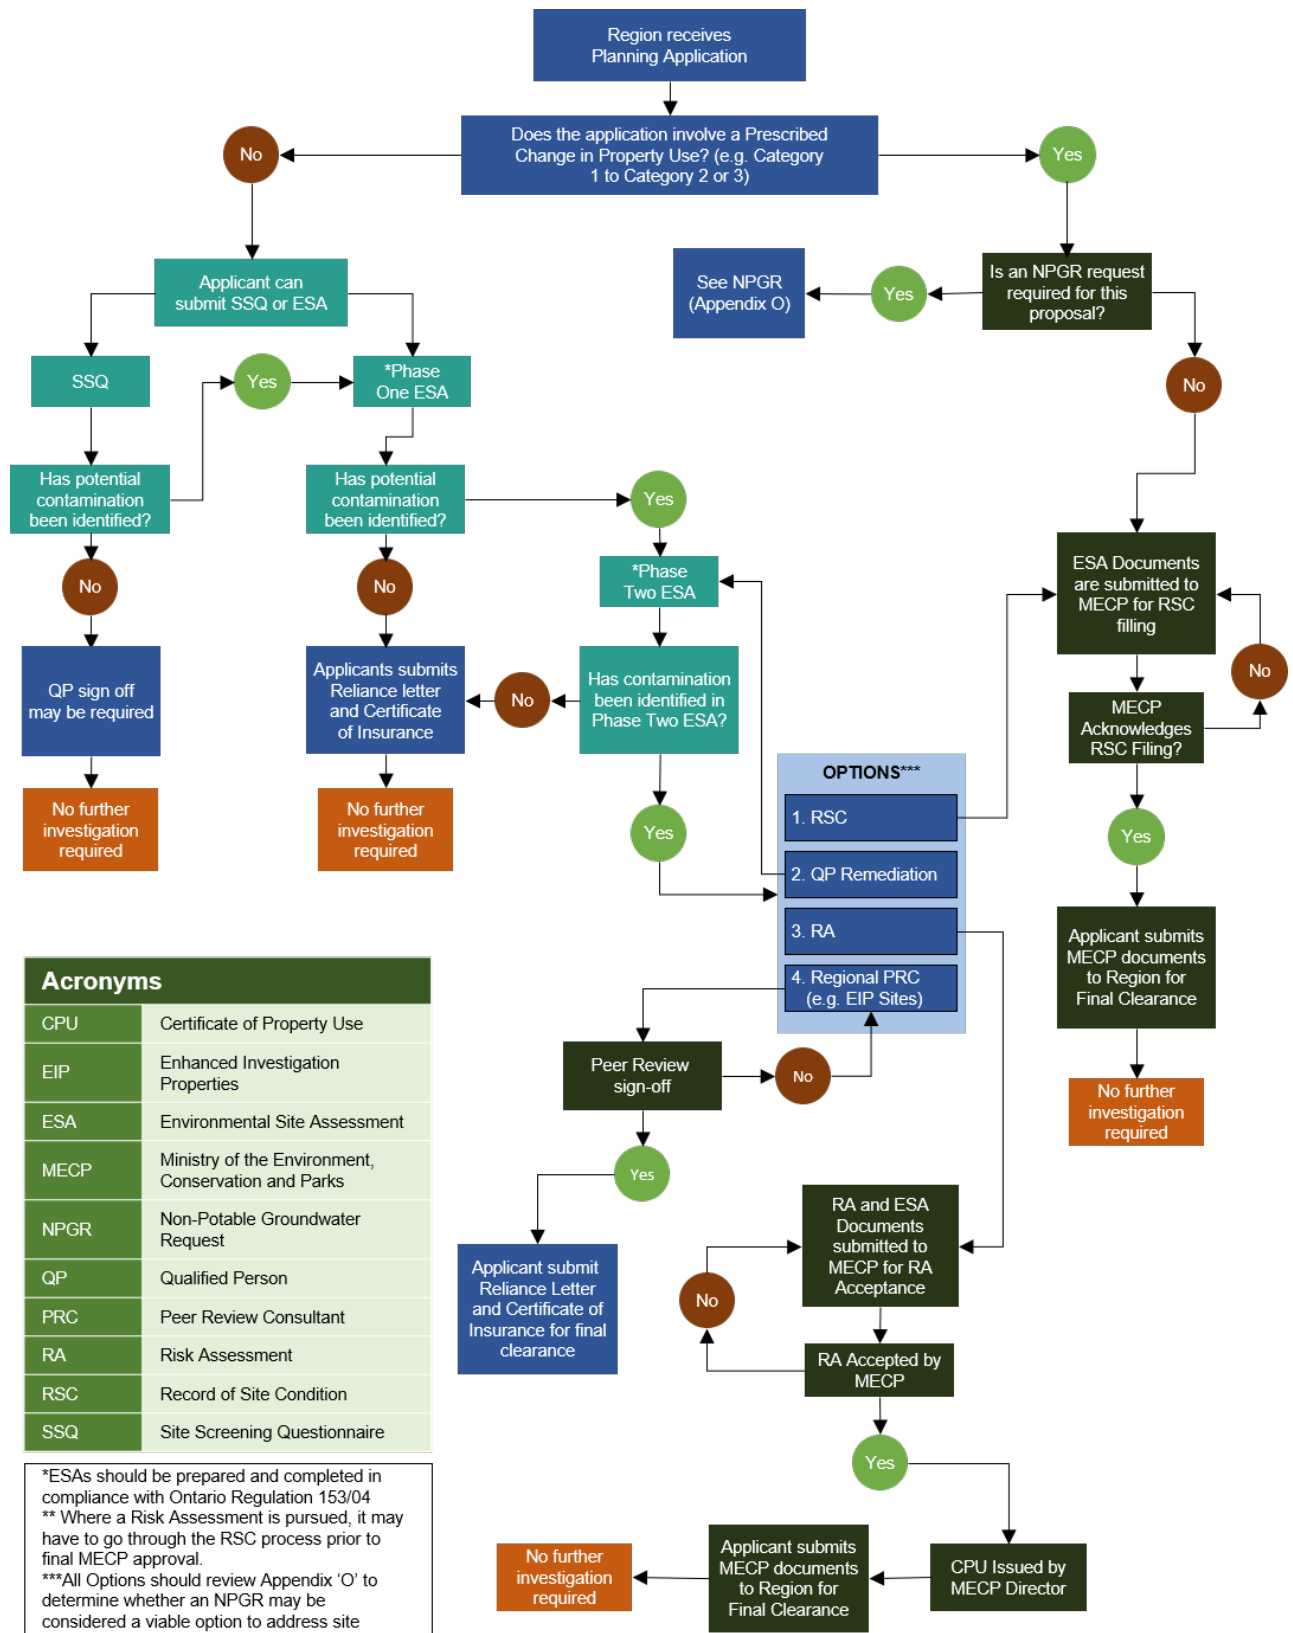 Region receives
Planning Application
Does the application involve a Prescribed
Change in Property Use? (e.g. Category
1 to Category 2 or 3)
No
Yes
Applicant can
submit SSQ or ESA
See NPGR
(Appendix O)
Yes
Is an NPGR request
required for this
proposal?
SSQ
Yes
*Phase
One ESA
No
Has potential
contamination
been identified?
Has potential
contamination
been identified?
Yes
No
No
*Phase
Two ESA
ESA Documents
are submitted to
MECP for RSC
filling
No
QP sign off
may be required
Applicants submits
Reliance letter
and Certificate
of Insurance
No
Has contamination
been identified in
Phase Two ESA?
MECP
Acknowledges
RSC Filing?
No further
investigation
required
No further
investigation
required
Yes
OPTIONS***
1. RSC
2. QP Remediation
3. RA
4. Regional PRC
(e.g. EIP Sites)
Yes
Applicant submits
MECP documents
to Region for
Final Clearance
No further
investigation
required
Peer Review
sign-off
No
Yes
Applicant submit
Reliance Letter
and Certificate of
Insurance for final
clearance
RA and ESA
Documents
submitted to
MECP for RA
Acceptance
No
RA Accepted by
MECP
Yes
CPU Issued by
MECP Director
Applicant submits
MECP documents
to Region for
Final Clearance
No further
investigation
required
Acronyms
CPU Certificate of Property Use
EIP Enhanced Investigation
Properties
ESA Environmental Site Assessment
MECP Ministry of the Environment,
Conservation and Parks
NPGR Non-Potable Groundwater
Request
QP Qualified Person
PRC Peer Review Consultant
RA Risk Assessment
RSC Record of Site Condition
SSQ Site Screening Questionnaire
*ESAs should be prepared and completed in
compliance with Ontario Regulation 153/04
** Where a Risk Assessment is pursued, it may
have to go through the RSC process prior to
final MECP approval.
***All Options should review Appendix ‘O’ to
determine whether an NPGR may be
considered a viable option to address site